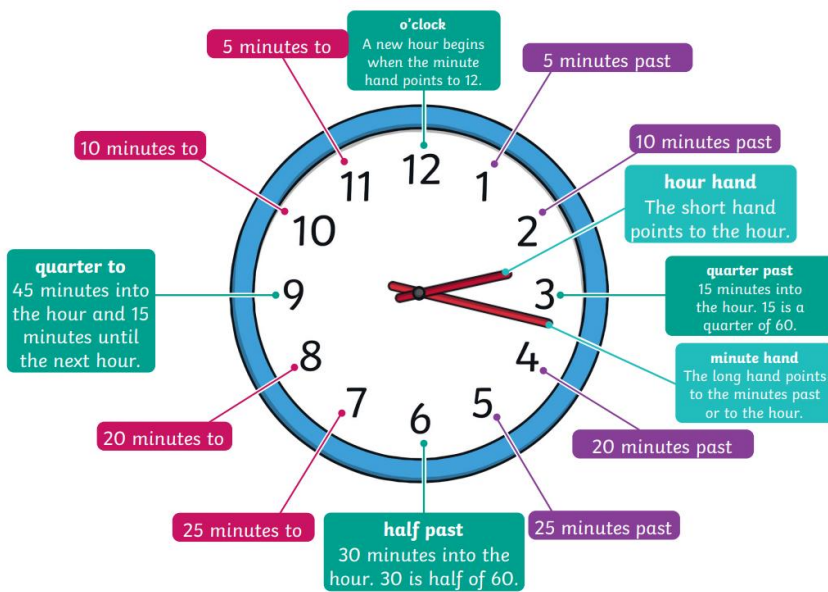 o'clock
A new hour begins
when the minute
hand points to 12.
5 minutes to
5 minutes past
10 minutes to
10 minutes past
hour hand
The short hand
points to the hour.
quarter to
45 minutes into
the hour and 15
minutes until
the next hour.
quarter past
15 minutes into
the hour. 15 is a
quarter of 60.
minute hand
The long hand points
to the minutes past
or to the hour.
20 minutes to
20 minutes past
25 minutes to
25 minutes past
half past
30 minutes into the
hour. 30 is half of 60.
12
1
2
3
4
5
6
7
8
9
10
11